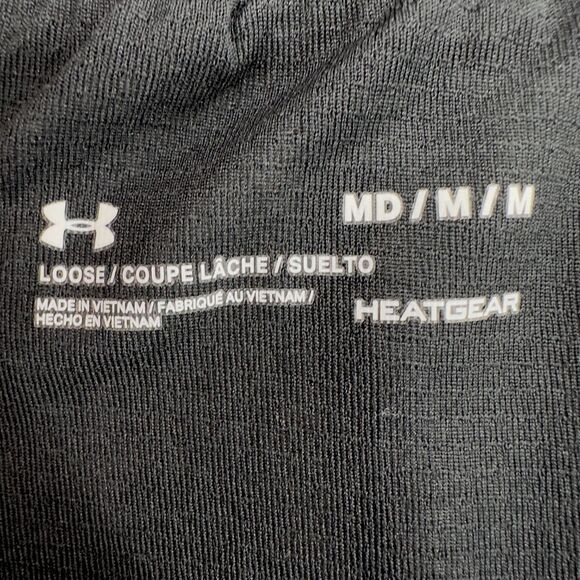 MD / M / M
LOOSE / COUPE LÂCHE / SUELTO
MADE IN VIETNAM / FABRIQUÉ AU VIETNAM /
HECHO EN VIETNAM
HEATGEAR